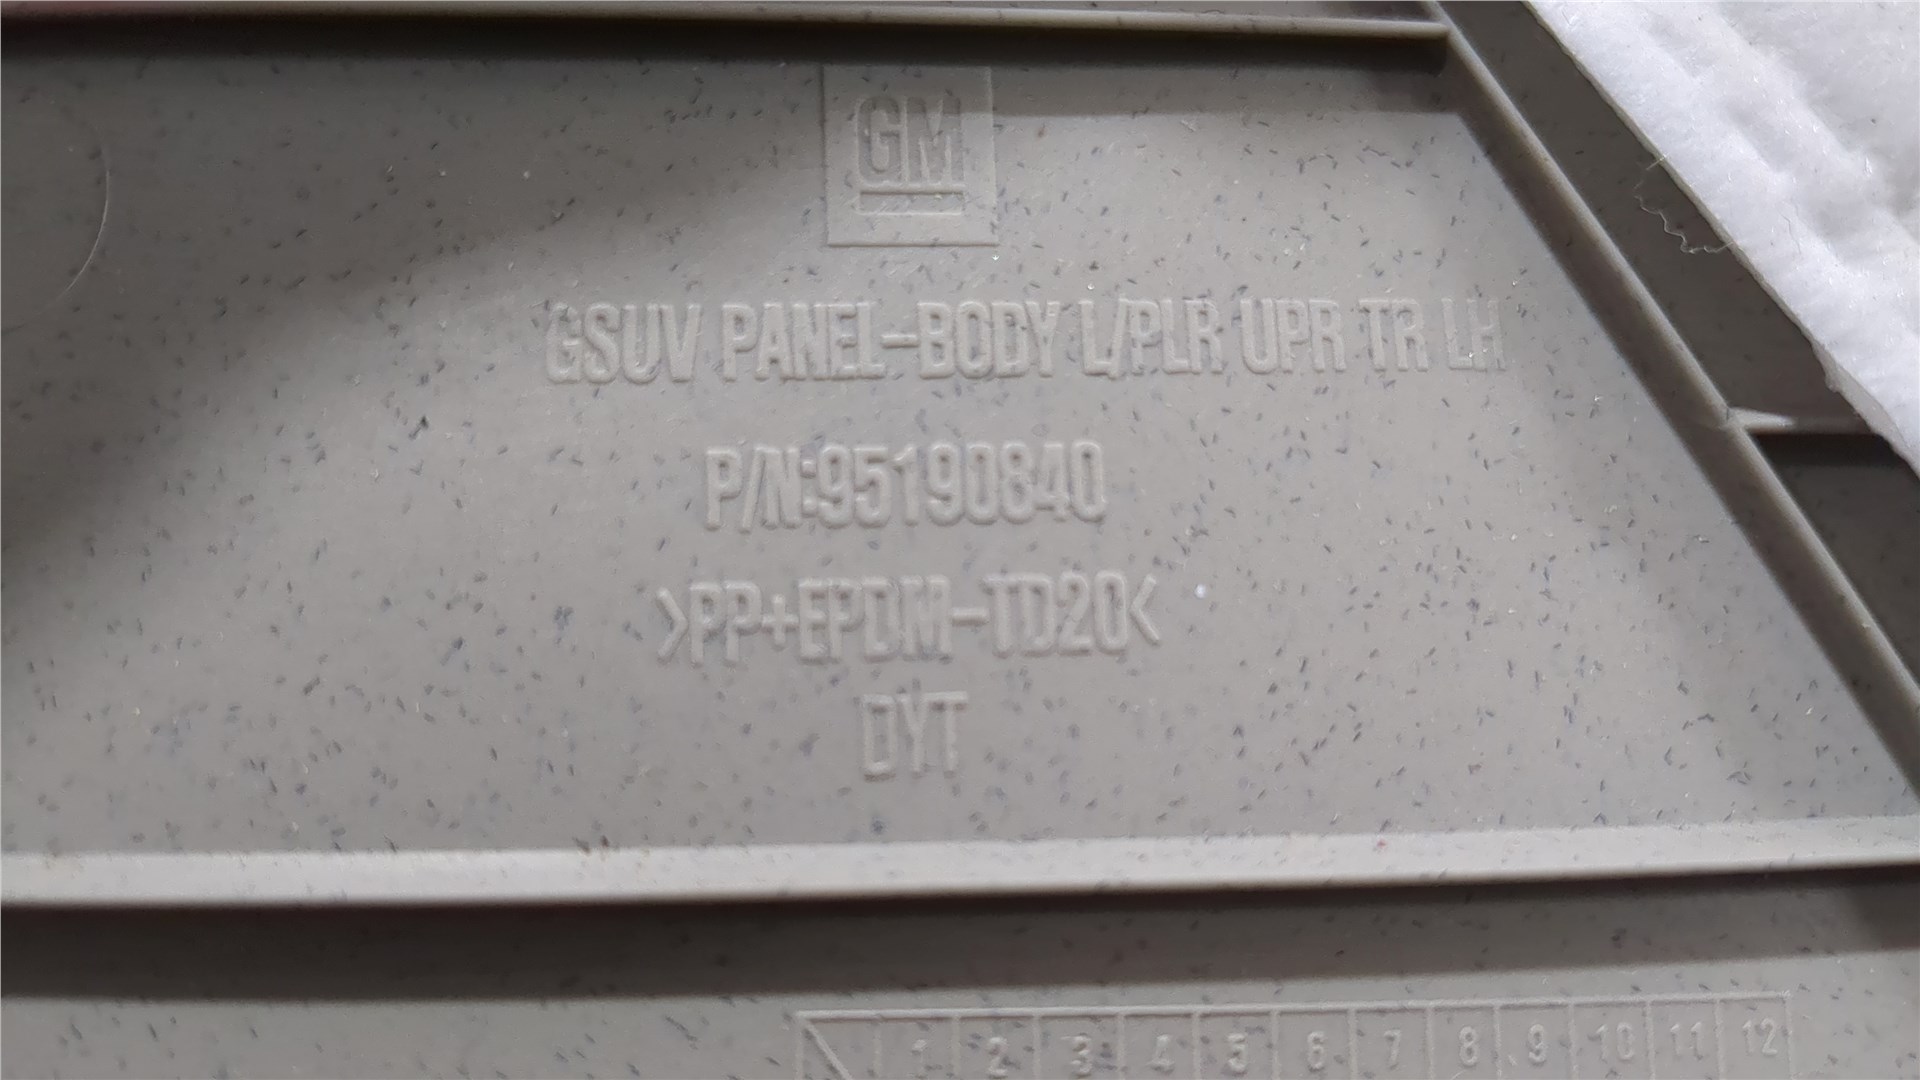 GM
GSUV PANEL-BODY L/PLR UPR TR LH
P/N:95190840
>PP+EPDM-TD20<
DYT
1 2 3 4 5 6 7 8 9 10 11 12